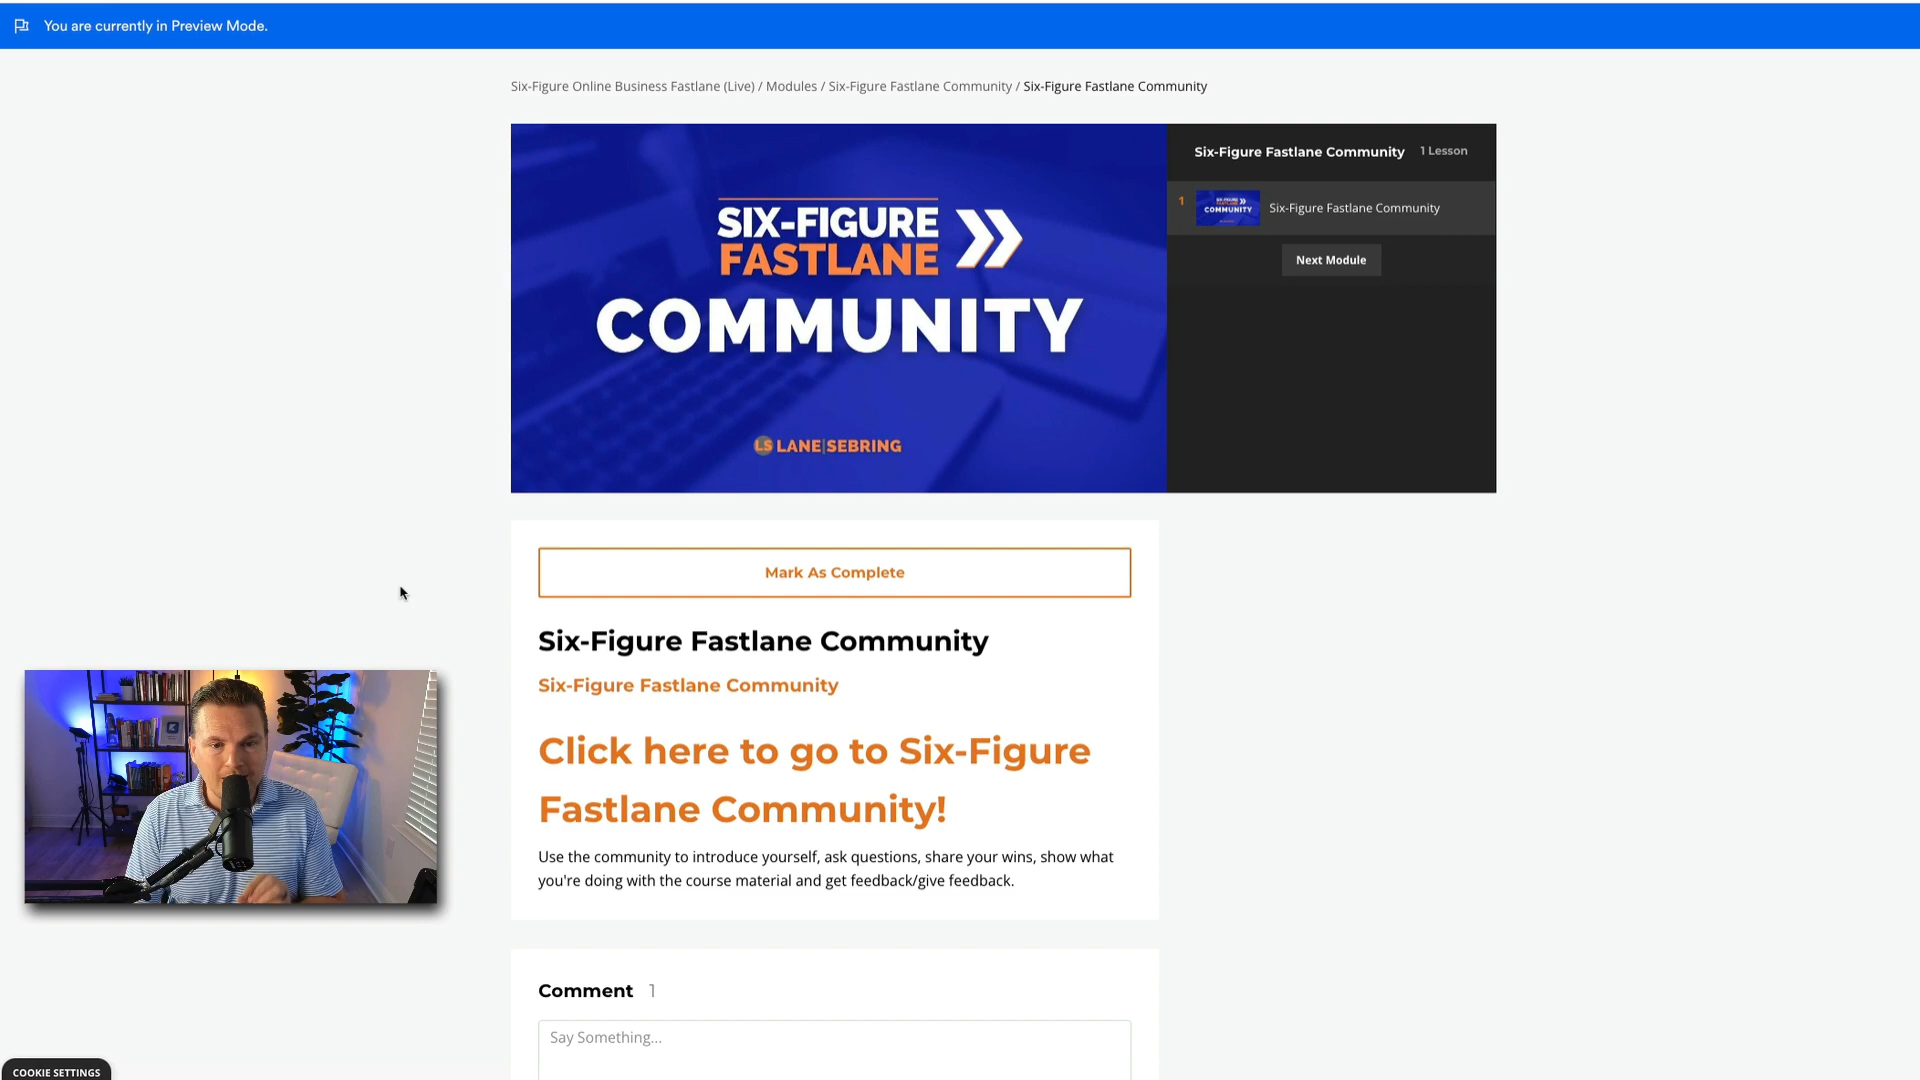 You are currently in Preview Mode.
Six-Figure Online Business Fastlane (Live) / Modules / Six-Figure Fastlane Community / Six-Figure Fastlane Community
SIX-FIGURE
FASTLANE
COMMUNITY
LS LANE|SEBRING
Six-Figure Fastlane Community 1 Lesson
1 SIX-FIGURE FASTLANE COMMUNITY Six-Figure Fastlane Community
Next Module
Mark As Complete
Six-Figure Fastlane Community
Six-Figure Fastlane Community
Click here to go to Six-Figure
Fastlane Community!
Use the community to introduce yourself, ask questions, share your wins, show what
you're doing with the course material and get feedback/give feedback.
Comment 1
Say Something...
COOKIE SETTINGS